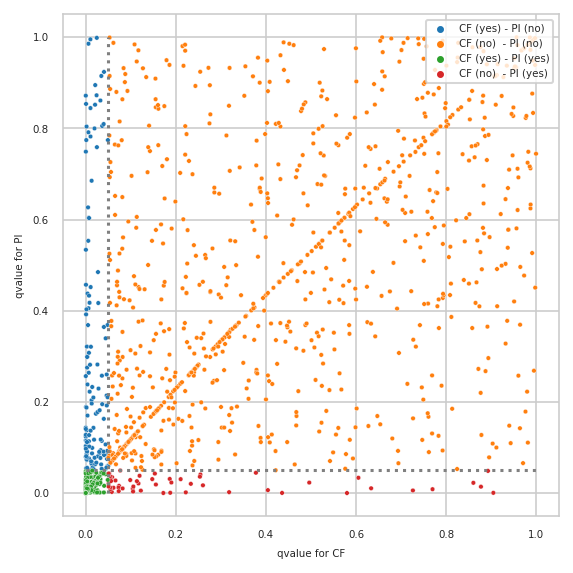 CF (yes) - PI (no)
CF (no) - PI (no)
CF (yes) - PI (yes)
CF (no) - PI (yes)
1.0
0.8
0.6
0.4
0.2
0.0
qvalue for PI
0.0 0.2 0.4 0.6 0.8 1.0
qvalue for CF